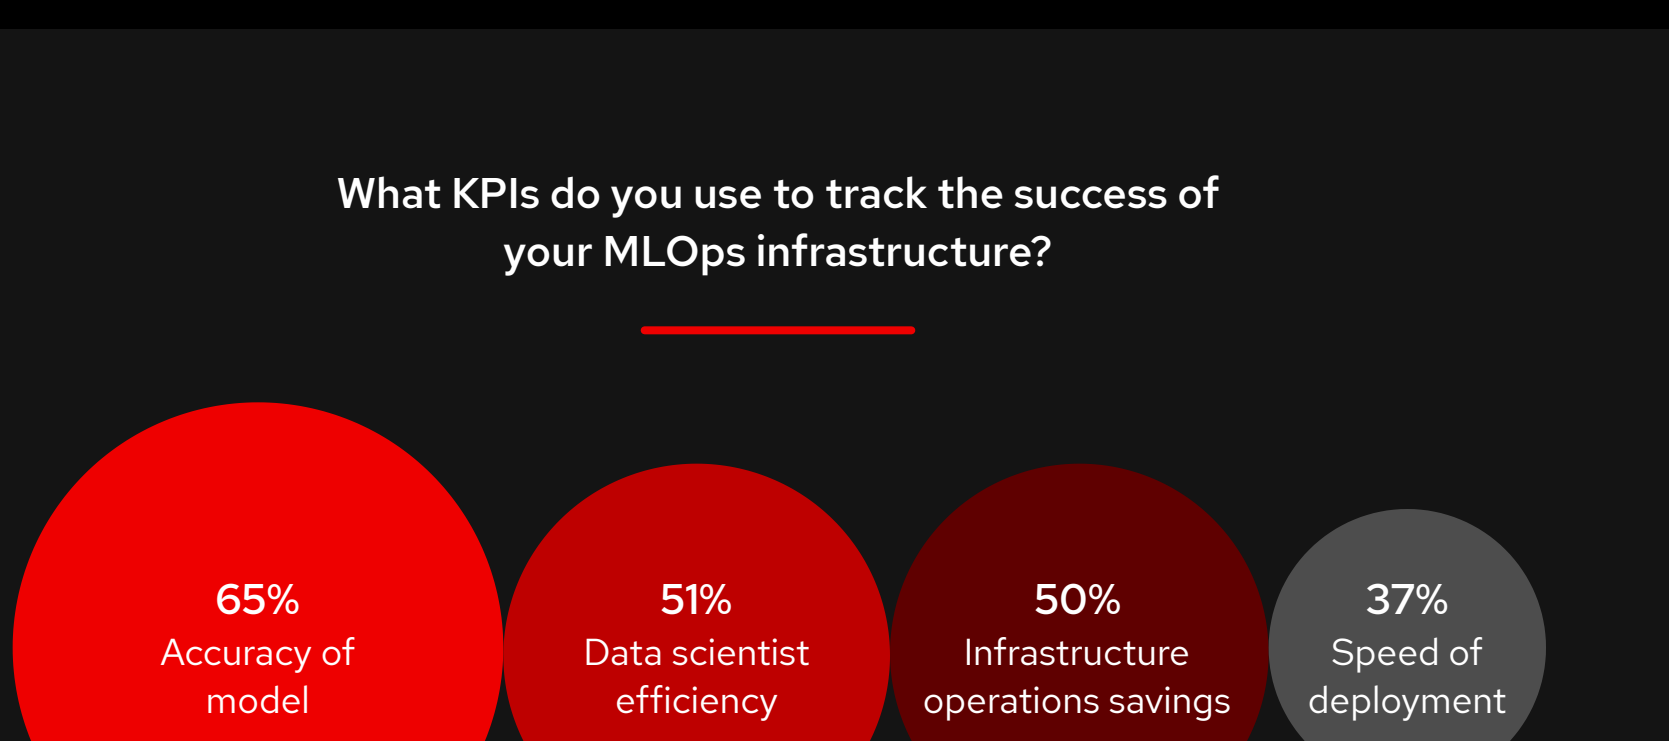 What KPIs do you use to track the success of
your MLOps infrastructure?
65%
Accuracy of
model
51%
Data scientist
efficiency
50%
Infrastructure
operations savings
37%
Speed of
deployment